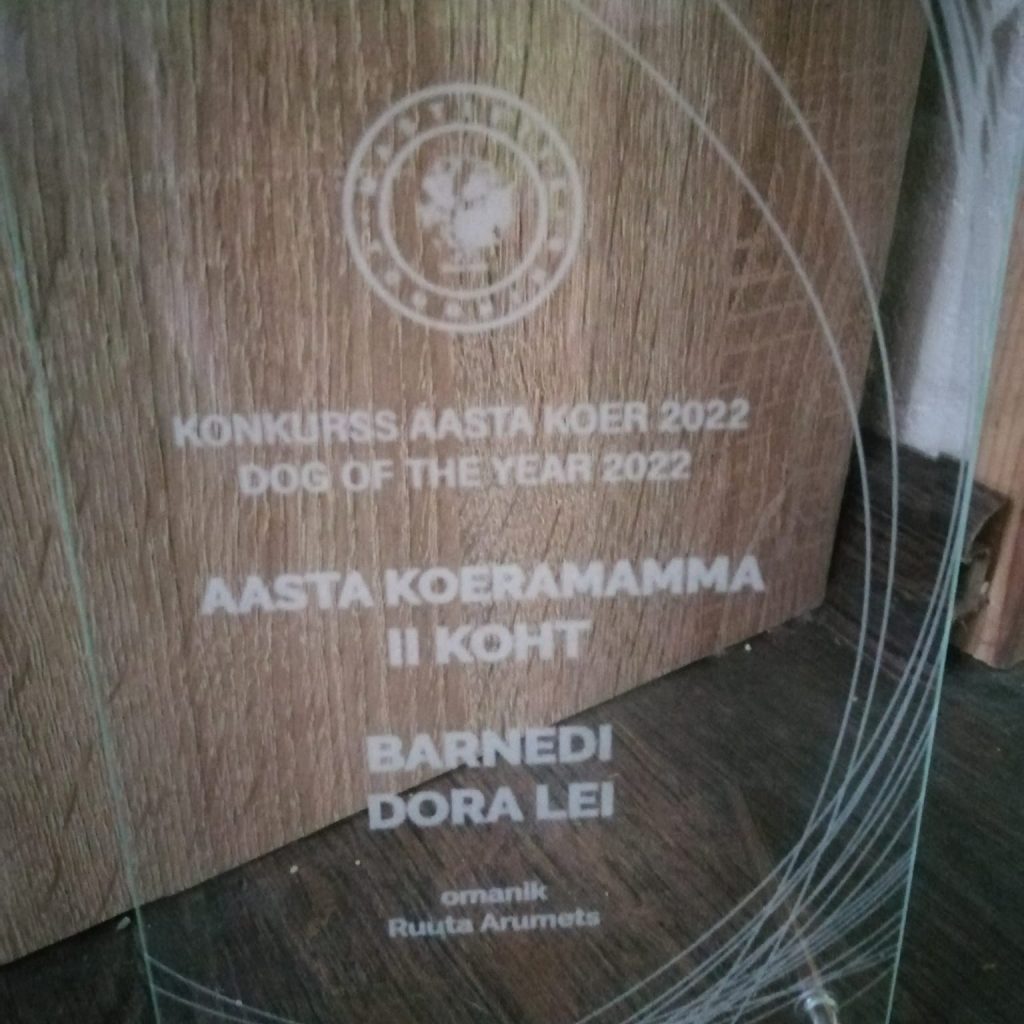 KONKURSS AASTA KOER 2022
DOG OF THE YEAR 2022
AASTA KOERAMAMMA
II KOHT
BARNEDI
DORA LEI
omanik
Ruuta Arumets